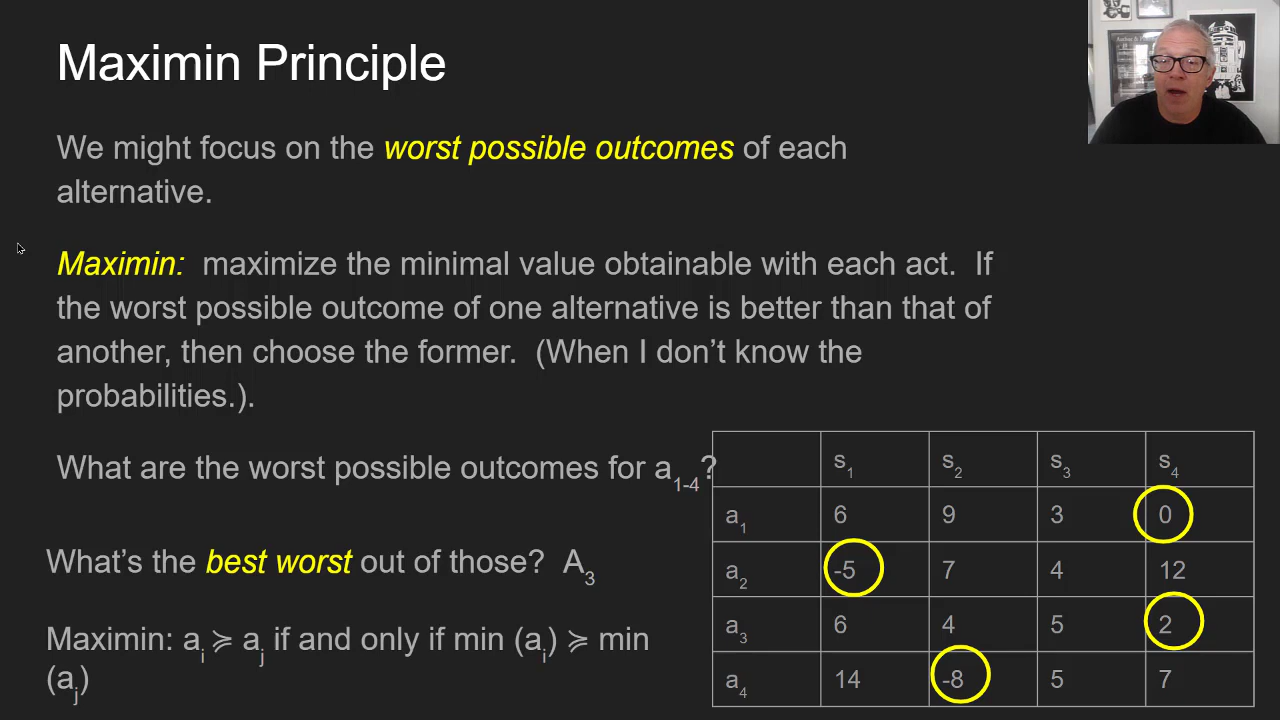 Maximin Principle
We might focus on the worst possible outcomes of each
alternative.
Maximin: maximize the minimal value obtainable with each act. If
the worst possible outcome of one alternative is better than that of
another, then choose the former. (When I don’t know the
probabilities.).
What are the worst possible outcomes for a1-4?
What’s the best worst out of those? A3
Maximin: ai ≽ aj if and only if min (ai) ≽ min
(aj)
s1 s2 s3 s4
a1 6 9 3 0
a2 -5 7 4 12
a3 6 4 5 2
a4 14 -8 5 7